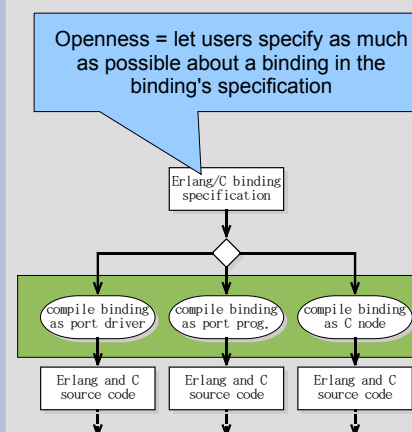 Openness = let users specify as much
as possible about a binding in the
binding's specification
Erlang/C binding
specification
compile binding
as port driver
compile binding
as port prog.
compile binding
as C node
Erlang and C
source code
Erlang and C
source code
Erlang and C
source code